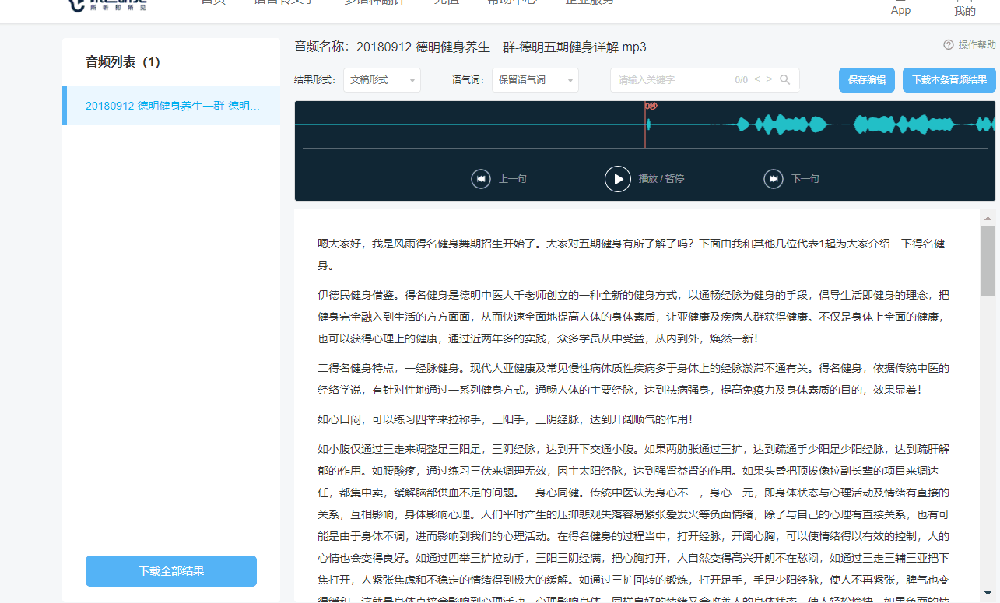 所 听 即 所 见
首页 语音转文字 多语种翻译 充值 帮助中心 企业服务
App
我的
音频列表（1）
20180912 德明健身养生一群-德明...
下载全部结果
音频名称：20180912 德明健身养生一群-德明五期健身详解.mp3
操作帮助
结果形式： 文稿形式 语气词： 保留语气词 请输入关键字 0/0 < > 保存编辑 下载本条音频结果
0秒
上一句 播放 / 暂停 下一句
嗯大家好，我是风雨得名健身舞期招生开始了。大家对五期健身有所了解了吗？下面由我和其他几位代表1起为大家介绍一下得名健
身。
伊德民健身借鉴。得名健身是德明中医大千老师创立的一种全新的健身方式，以通畅经脉为健身的手段，倡导生活即健身的理念，把
健身完全融入到生活的方方面面，从而快速全面地提高人体的身体素质，让亚健康及疾病人群获得健康。不仅是身体上全面的健康，
也可以获得心理上的健康，通过近两年多的实践，众多学员从中受益，从内到外，焕然一新！
二得名健身特点，一经脉健身。现代人亚健康及常见慢性病体质性疾病多于身体上的经脉淤滞不通有关。得名健身，依据传统中医的
经络学说，有针对性地通过一系列健身方式，通畅人体的主要经脉，达到祛病强身，提高免疫力及身体素质的目的，效果显着！
如心口闷，可以练习四举来拉称手，三阳手，三阴经脉，达到开阔顺气的作用！
如小腹仅通过三走来调整足三阳足，三阴经脉，达到开下交通小腹。如果两肋胀通过三扩，达到疏通手少阳足少阳经脉，达到疏肝解
郁的作用。如腰酸疼，通过练习三伏来调理无效，因主太阳经脉，达到强肾益肾的作用。如果头昏把顶拔像拉副长辈的项目来调达
任，都集中卖，缓解脑部供血不足的问题。二身心同健。传统中医认为身心不二，身心一元，即身体状态与心理活动及情绪有直接的
关系，互相影响，身体影响心理。人们平时产生的压抑悲观失落容易紧张爱发火等负面情绪，除了与自己的心理有直接关系，也有可
能是由于身体不调，进而影响到我们的心理活动。在得名健身的过程当中，打开经脉，开阔心胸，可以使情绪得以有效的控制，人的
心情也会变得良好。如通过四举三扩拉动手，三阳三阴经满，把心胸打开，人自然变得高兴开朗不在愁闷，如通过三走三辅三亚把下
焦打开，人紧张焦虑和不稳定的情绪得到极大的缓解。如通过三扩回转的锻炼，打开足手，手足少阳经脉，使人不再紧张，脾气也变
得缓和，这就是身体直接会影响到心理活动，心理影响身体，同样良好的情绪又会改善人的身体状态，使人轻松愉快，如果负面的情